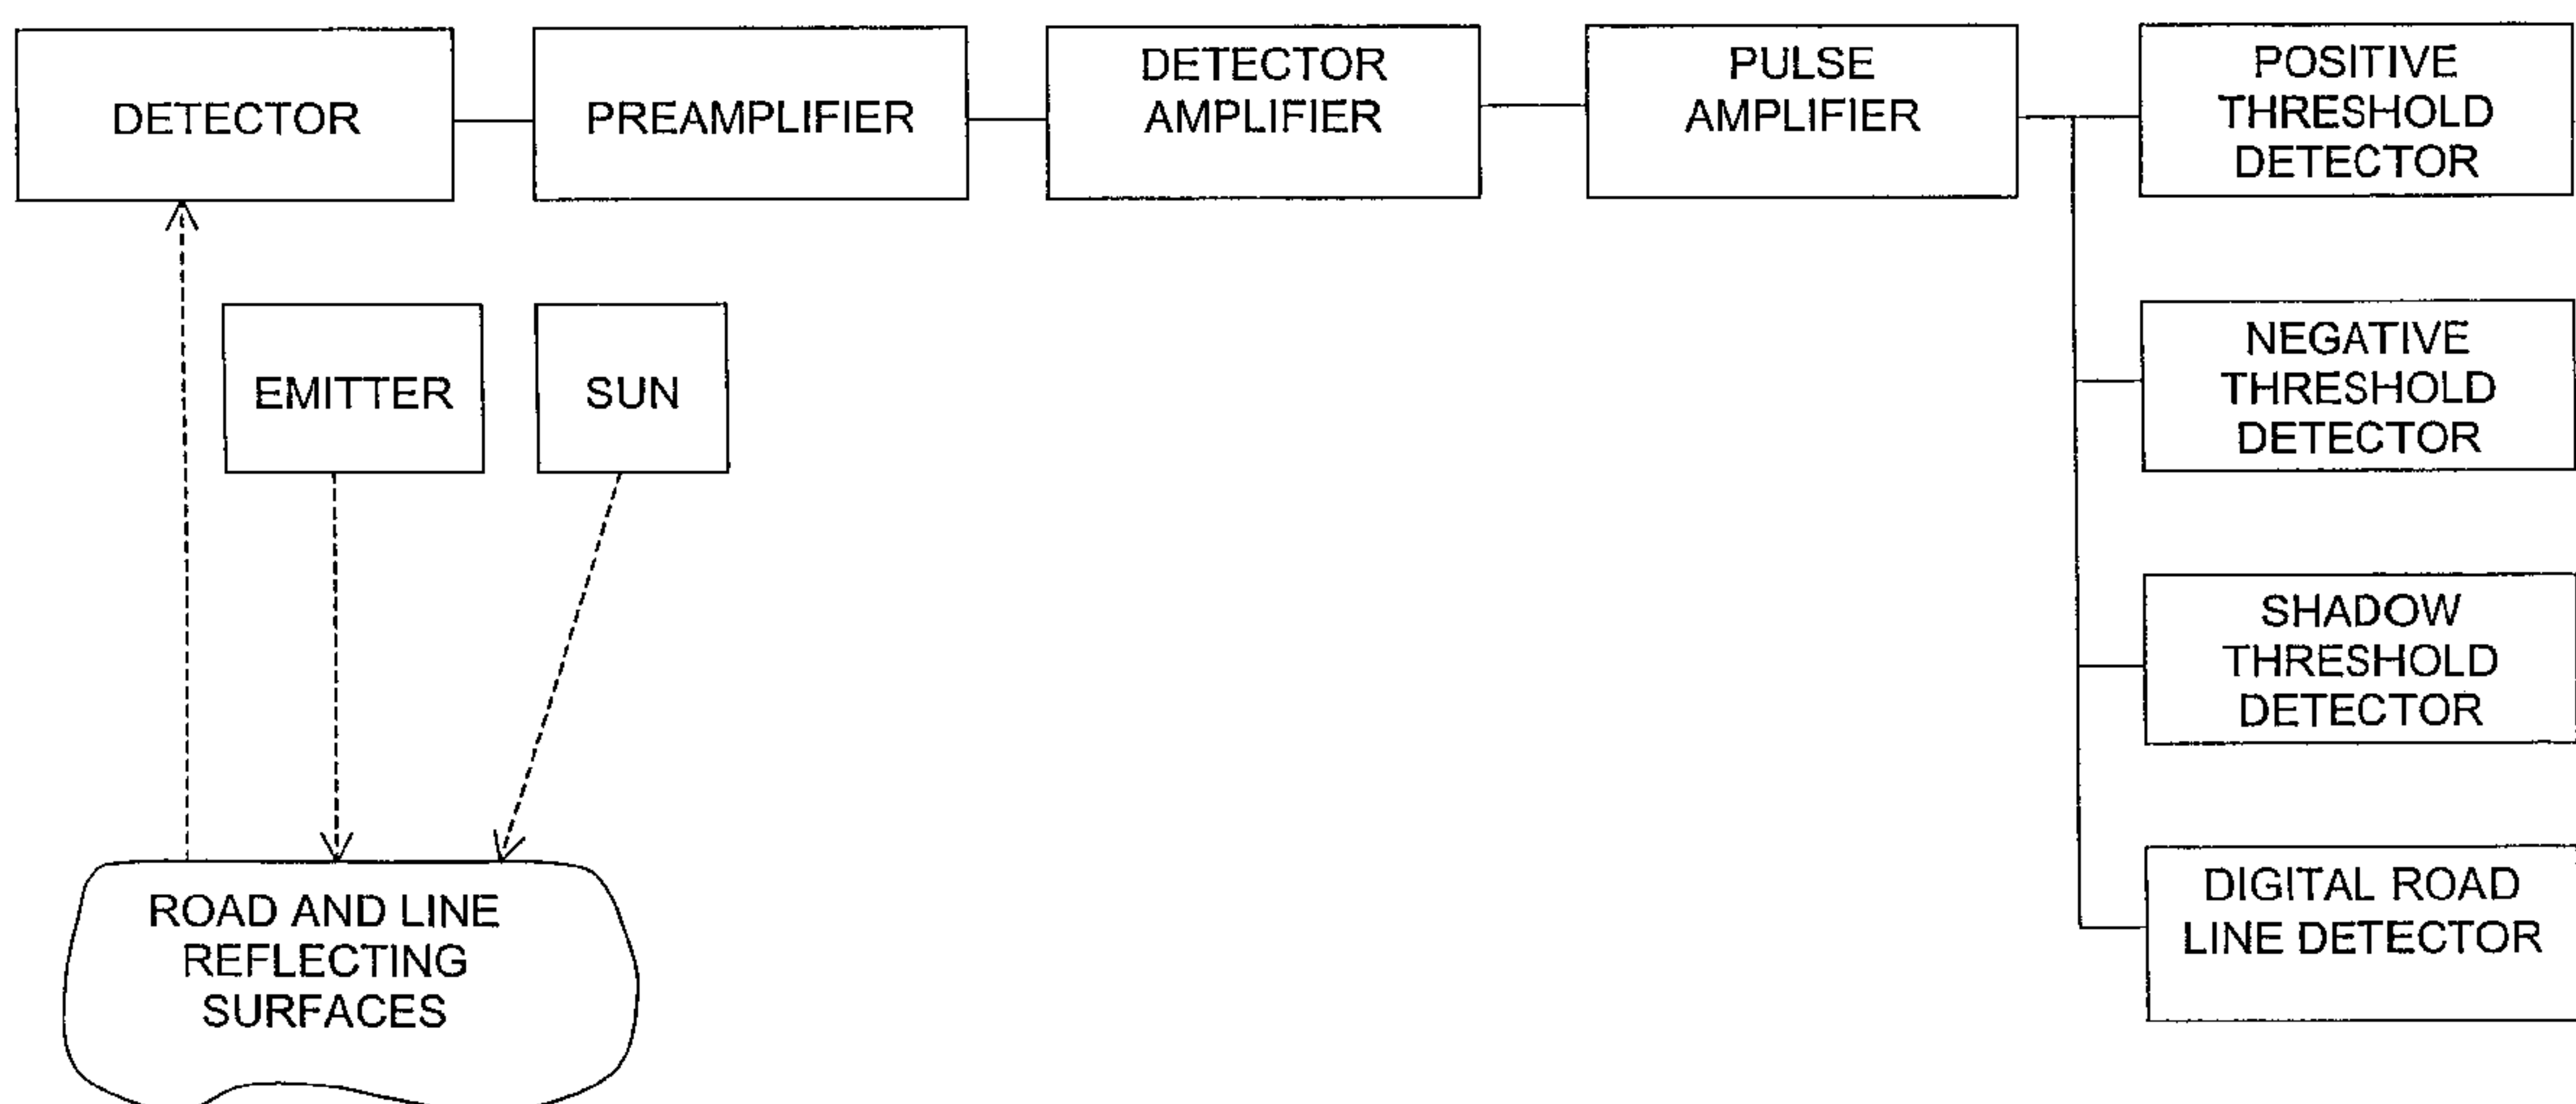 DETECTOR
PREAMPLIFIER
DETECTOR
AMPLIFIER
PULSE
AMPLIFIER
POSITIVE
THRESHOLD
DETECTOR
EMITTER
SUN
NEGATIVE
THRESHOLD
DETECTOR
SHADOW
THRESHOLD
DETECTOR
ROAD AND LINE
REFLECTING
SURFACES
DIGITAL ROAD
LINE DETECTOR